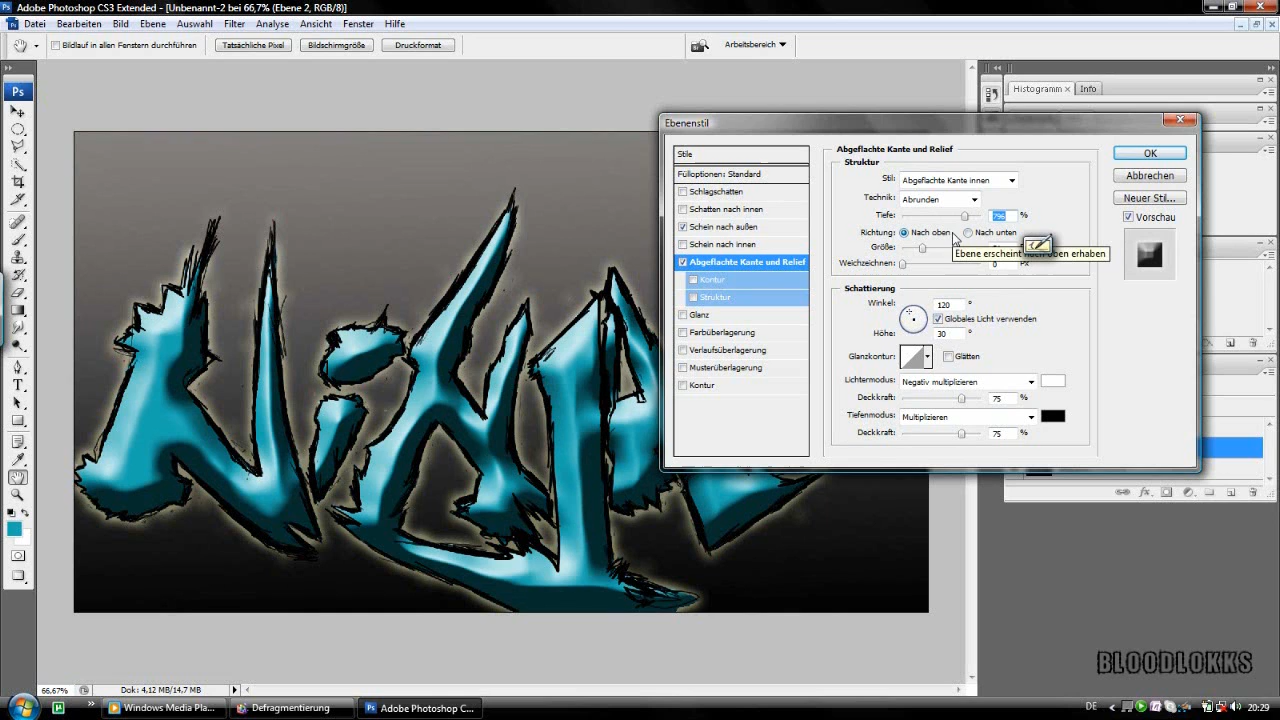 Adobe Photoshop CS3 Extended - [Unbenannt-2 bei 66,7% (Ebene 2, RGB/8)]
Datei Bearbeiten Bild Ebene Auswahl Filter Analyse Ansicht Fenster Hilfe
Bildlauf in allen Fenstern durchführen Tatsächliche Pixel Bildschirmgröße Druckformat Arbeitsbereich
Ps
Histogramm × Info
Ebenenstil
Stile
Fülloptionen: Standard
Schlagschatten
Schatten nach innen
Schein nach außen
Schein nach innen
Abgeflachte Kante und Relief
Kontur
Struktur
Glanz
Farbüberlagerung
Verlaufsüberlagerung
Musterüberlagerung
Kontur
Abgeflachte Kante und Relief
Struktur
Stil: Abgeflachte Kante innen
Technik: Abrunden
Tiefe: 796 %
Richtung: Nach oben Nach unten
Größe:
Ebene erscheint nach oben erhaben
Weichzeichnen: 0 Px
Schattierung
Winkel: 120 °
Globales Licht verwenden
Höhe: 30 °
Glanzkontur: Glätten
Lichtermodus: Negativ multiplizieren
Deckkraft: 75 %
Tiefenmodus: Multiplizieren
Deckkraft: 75 %
OK
Abbrechen
Neuer Stil...
Vorschau
BLOODLOKKS
66,67% Dok: 4,12 MB/14,7 MB
Windows Media Pla... Defragmentierung Adobe Photoshop C... DE 20:29